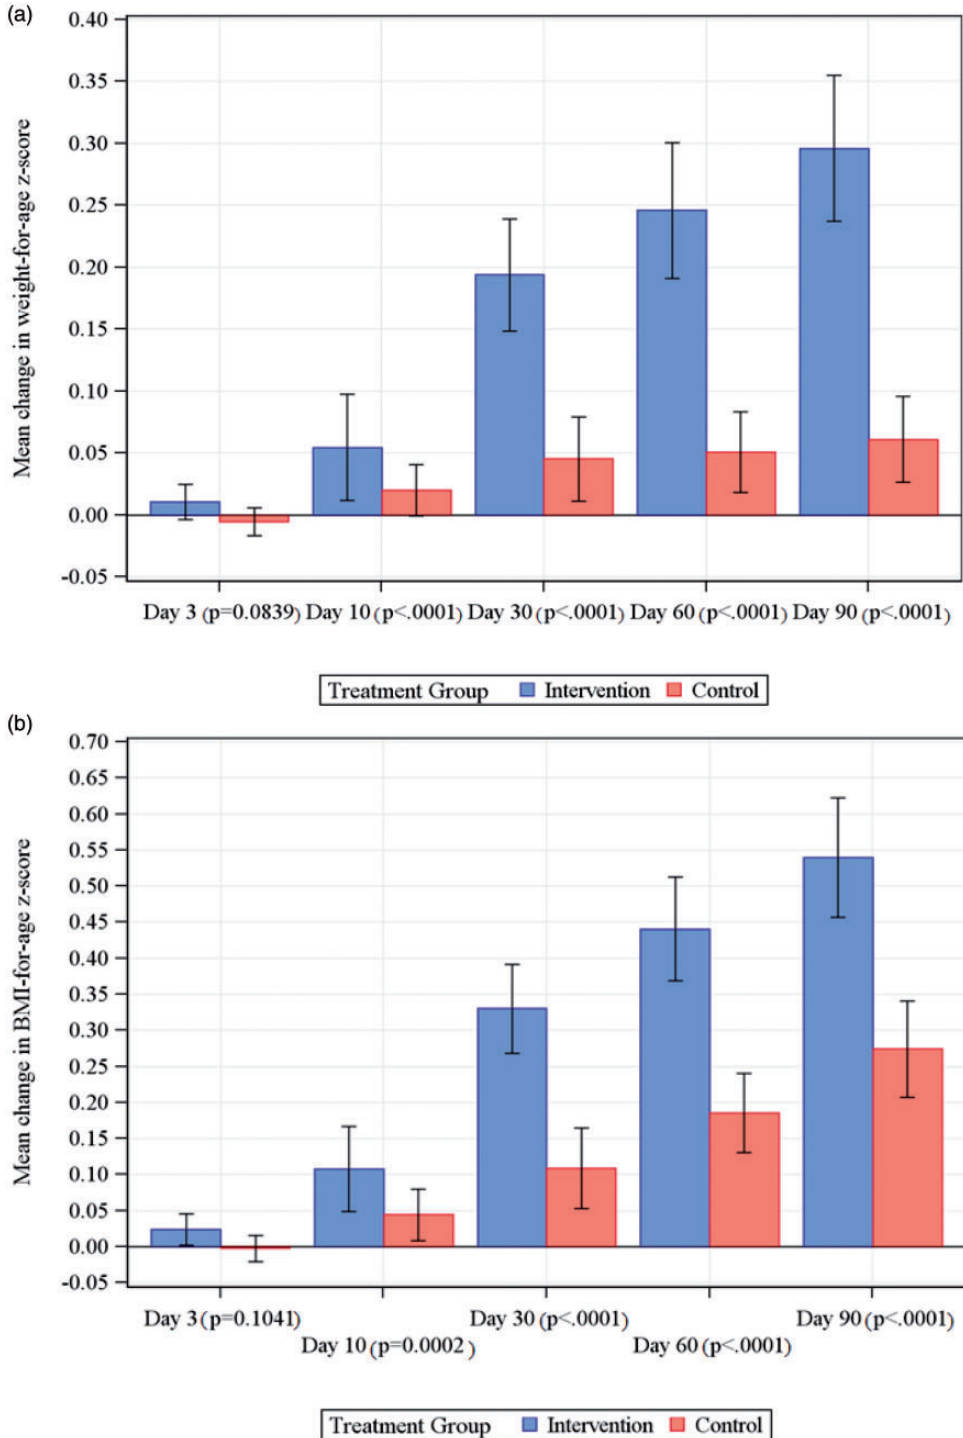 (a)
Mean change in weight-for-age z-score
0.40
0.35
0.30
0.25
0.20
0.15
0.10
0.05
0.00
-0.05
Day 3 (p=0.0839) Day 10 (p<.0001) Day 30 (p<.0001) Day 60 (p<.0001) Day 90 (p<.0001)
Treatment Group Intervention Control
(b)
Mean change in BMI-for-age z-score
0.70
0.65
0.60
0.55
0.50
0.45
0.40
0.35
0.30
0.25
0.20
0.15
0.10
0.05
0.00
-0.05
Day 3 (p=0.1041) Day 30 (p<.0001) Day 90 (p<.0001)
Day 10 (p=0.0002) Day 60 (p<.0001)
Treatment Group Intervention Control